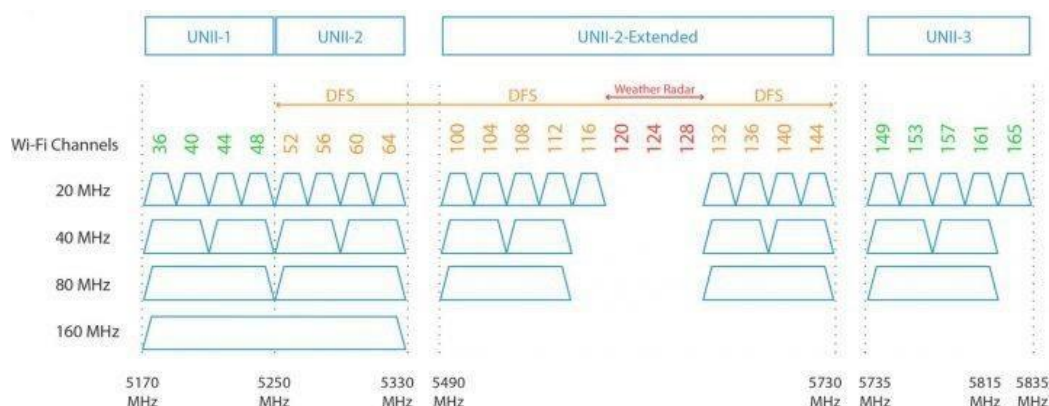 UNII-1 UNII-2 UNII-2-Extended UNII-3
DFS DFS Weather Radar DFS
Wi-Fi Channels 36 40 44 48 52 56 60 64 100 104 108 112 116 120 124 128 132 136 140 144 149 153 157 161 165
20 MHz
40 MHz
80 MHz
160 MHz
5170 5250 5330 5490 5730 5735 5815 5835
MHz MHz MHz MHz MHz MHz MHz MHz